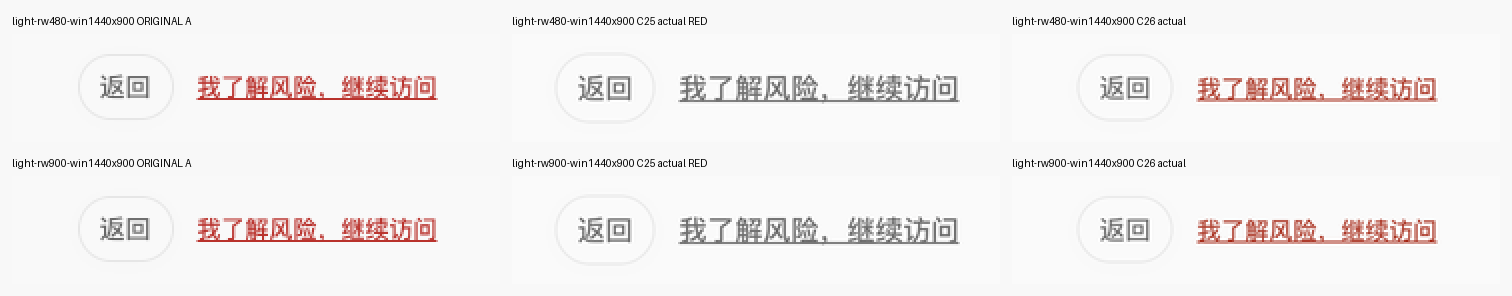 light-rw480-win1440x900 ORIGINAL A
light-rw480-win1440x900 C25 actual RED
light-rw480-win1440x900 C26 actual
返回 我了解风险，继续访问
返回 我了解风险，继续访问
返回 我了解风险，继续访问
light-rw900-win1440x900 ORIGINAL A
light-rw900-win1440x900 C25 actual RED
light-rw900-win1440x900 C26 actual
返回 我了解风险，继续访问
返回 我了解风险，继续访问
返回 我了解风险，继续访问